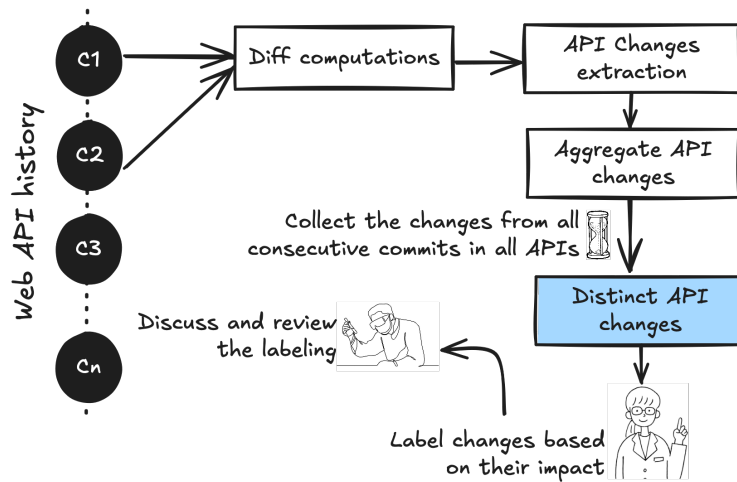 Web API history
C1
C2
C3
Cn
Diff computations
API Changes
extraction
Aggregate API
changes
Collect the changes from all
consecutive commits in all APIs
Distinct API
changes
Label changes based
on their impact
Discuss and review
the labeling